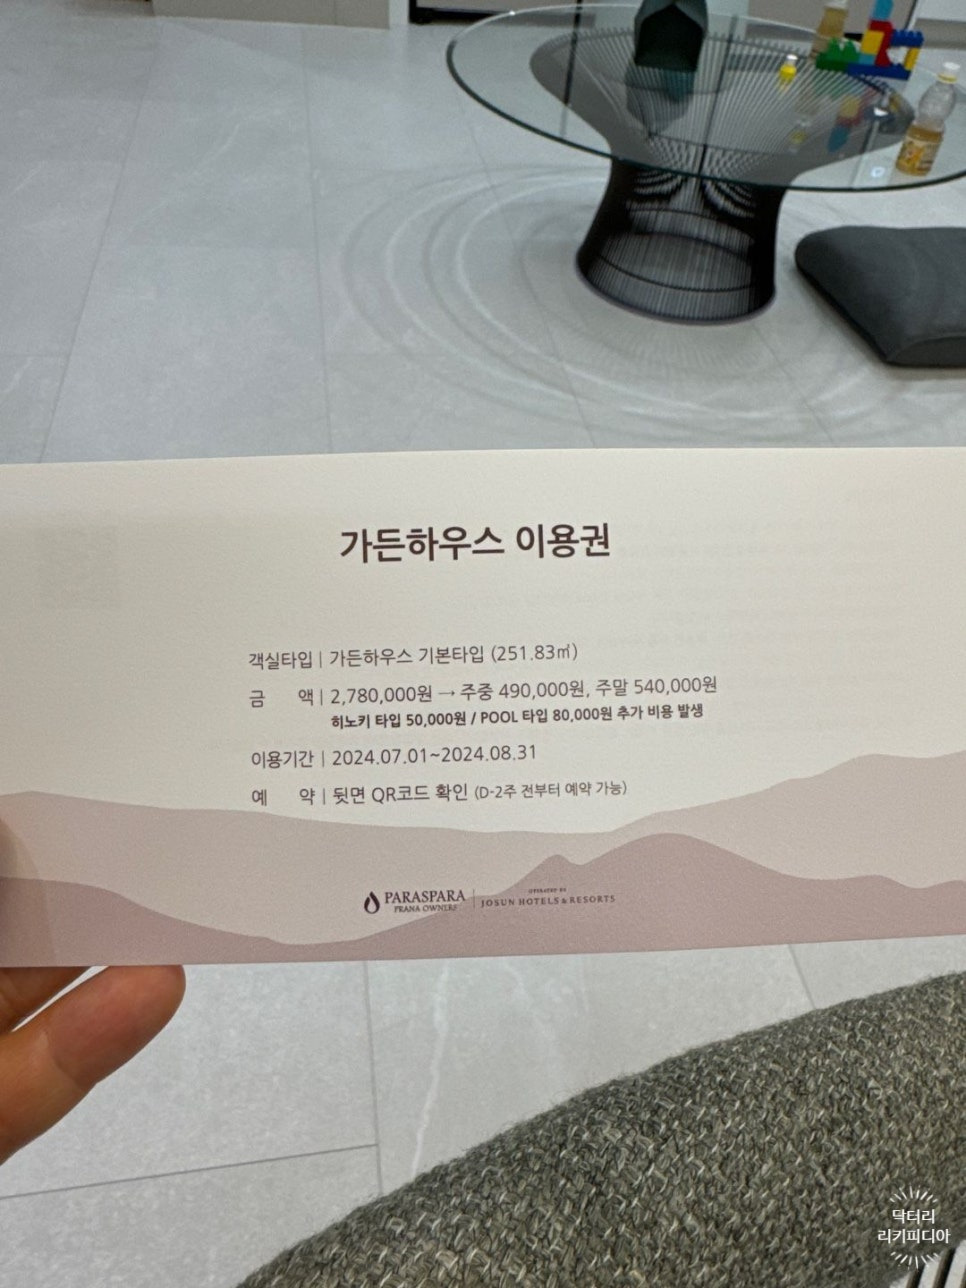 가든하우스 이용권
객실타입 | 가든하우스 기본타입 (251.83㎡)
금 액 | 2,780,000원 → 주중 490,000원, 주말 540,000원
히노키 타입 50,000원 / POOL 타입 80,000원 추가 비용 발생
이용기간 | 2024.07.01~2024.08.31
예 약 | 뒷면 QR코드 확인 (D-2주 전부터 예약 가능)
PARASPARA
PRANA OWNERS
OPERATED BY
JOSUN HOTELS & RESORTS
닥터리
리키피디아